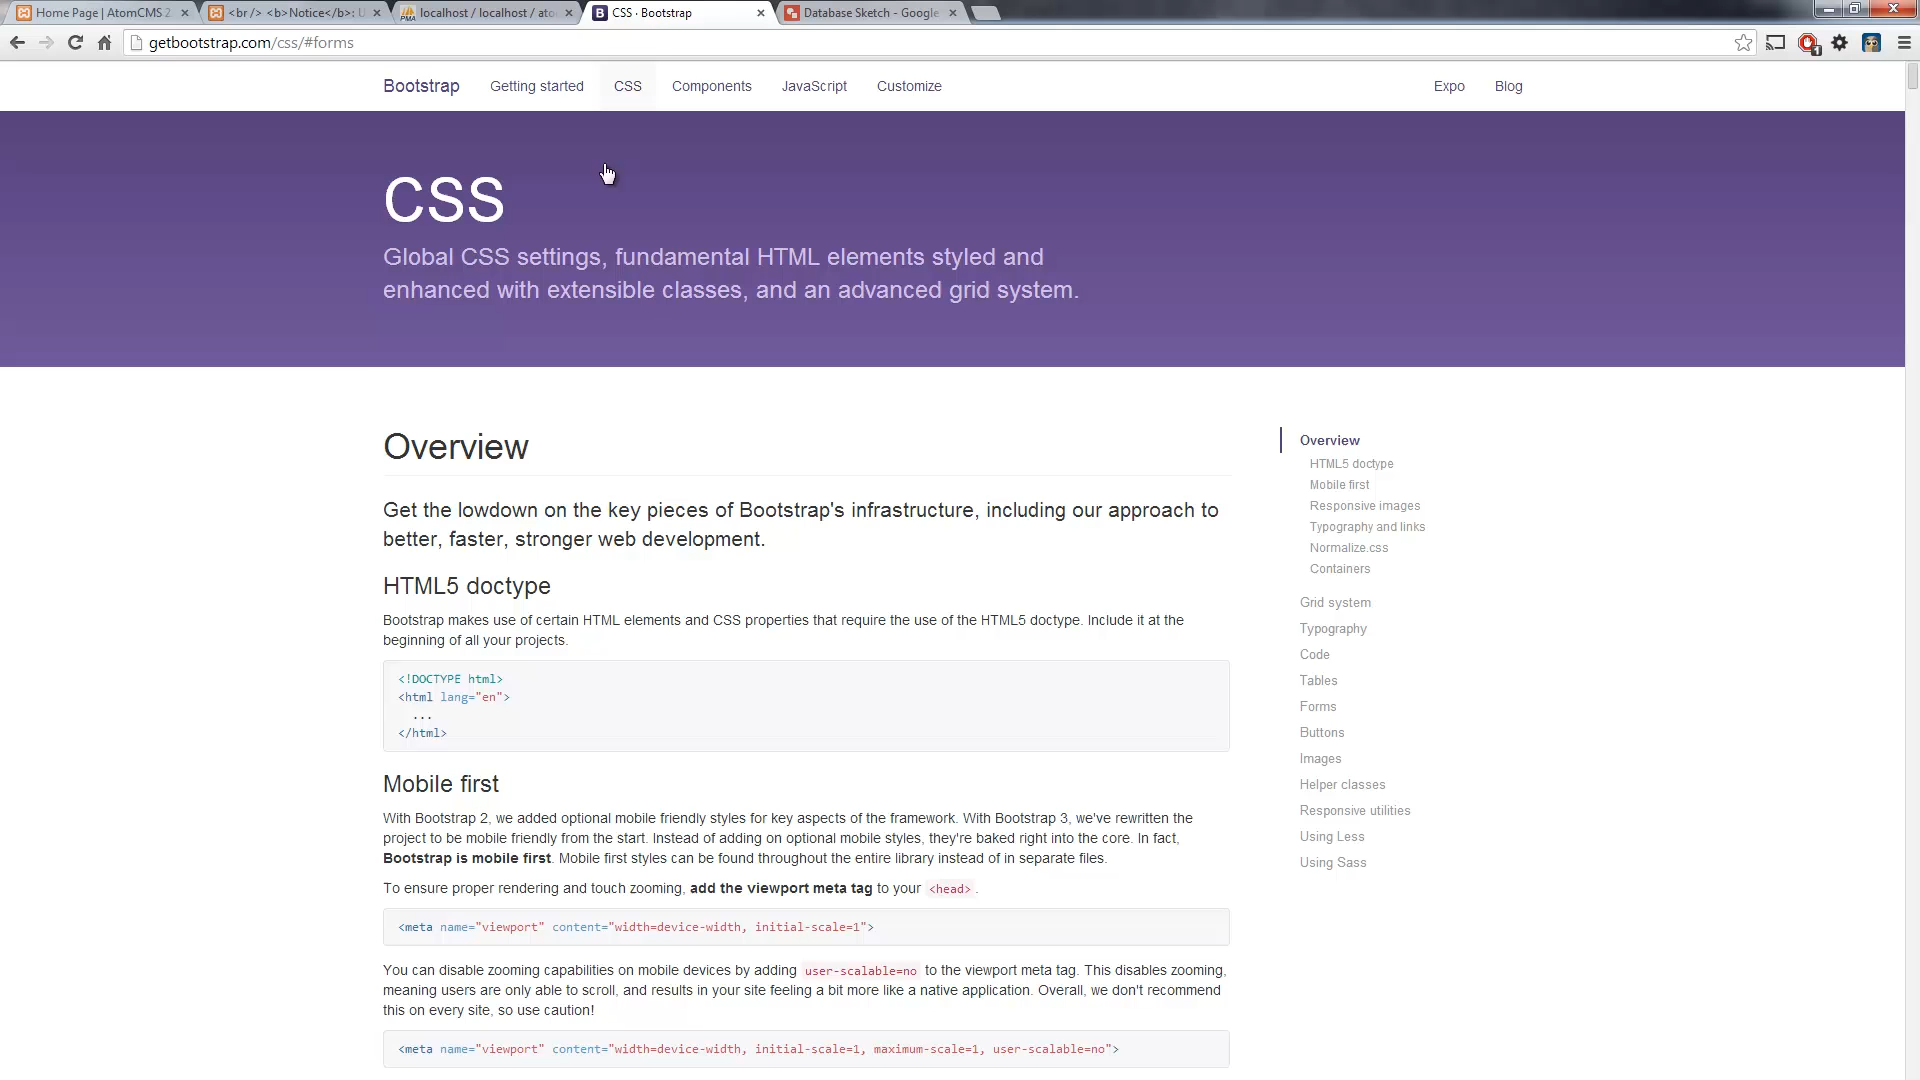 Home Page | AtomCMS 2.
<br /> <b>Notice</b>: U
localhost / localhost / ato
CSS · Bootstrap
Database Sketch - Google
getbootstrap.com/css/#forms
Bootstrap
Getting started
CSS
Components
JavaScript
Customize
Expo
Blog
CSS
Global CSS settings, fundamental HTML elements styled and
enhanced with extensible classes, and an advanced grid system.
Overview
Get the lowdown on the key pieces of Bootstrap's infrastructure, including our approach to
better, faster, stronger web development.
HTML5 doctype
Bootstrap makes use of certain HTML elements and CSS properties that require the use of the HTML5 doctype. Include it at the
beginning of all your projects.
<!DOCTYPE html>
<html lang="en">
...
</html>
Mobile first
With Bootstrap 2, we added optional mobile friendly styles for key aspects of the framework. With Bootstrap 3, we've rewritten the
project to be mobile friendly from the start. Instead of adding on optional mobile styles, they're baked right into the core. In fact,
Bootstrap is mobile first. Mobile first styles can be found throughout the entire library instead of in separate files.
To ensure proper rendering and touch zooming, add the viewport meta tag to your <head>.
<meta name="viewport" content="width=device-width, initial-scale=1">
You can disable zooming capabilities on mobile devices by adding user-scalable=no to the viewport meta tag. This disables zooming,
meaning users are only able to scroll, and results in your site feeling a bit more like a native application. Overall, we don't recommend
this on every site, so use caution!
<meta name="viewport" content="width=device-width, initial-scale=1, maximum-scale=1, user-scalable=no">
Overview
HTML5 doctype
Mobile first
Responsive images
Typography and links
Normalize.css
Containers
Grid system
Typography
Code
Tables
Forms
Buttons
Images
Helper classes
Responsive utilities
Using Less
Using Sass